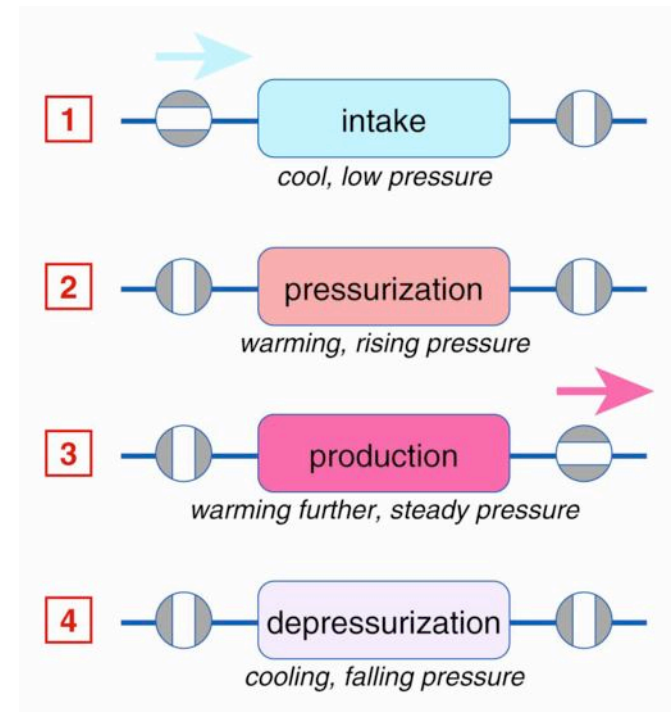 1
intake
cool, low pressure
2
pressurization
warming, rising pressure
3
production
warming further, steady pressure
4
depressurization
cooling, falling pressure